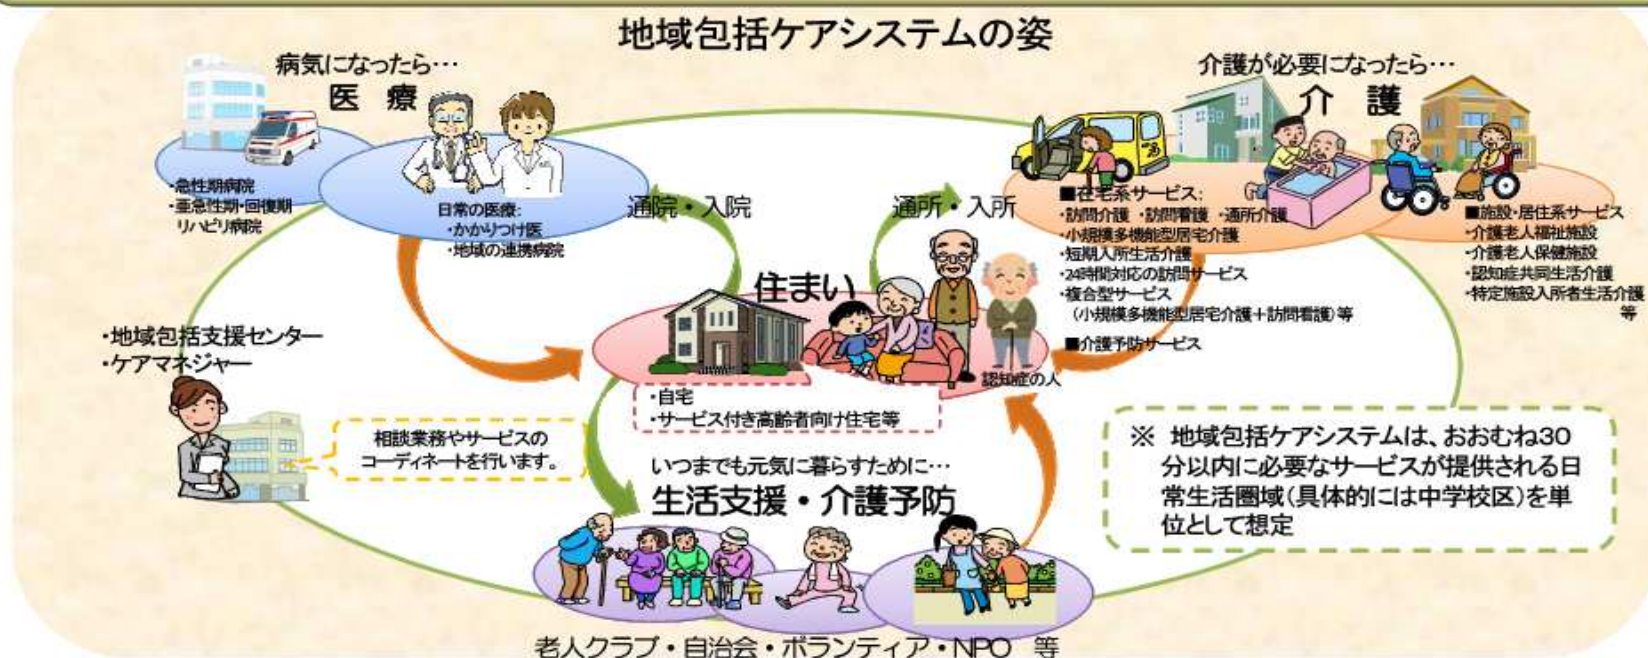 地域包括ケアシステムの姿
病気になったら…
医 療
・急性期病院
・亜急性期・回復期
リハビリ病院
日常の医療:
・かかりつけ医
・地域の連携病院
通院・入院
通所・入所
介護が必要になったら…
介 護
■在宅系サービス:
・訪問介護 ・訪問看護 ・通所介護
・小規模多機能型居宅介護
・短期入所生活介護
・24時間対応の訪問サービス
・複合型サービス
(小規模多機能型居宅介護+訪問看護)等
■介護予防サービス
■施設・居住系サービス
・介護老人福祉施設
・介護老人保健施設
・認知症共同生活介護
・特定施設入所者生活介護
等
住まい
認知症の人
・自宅
・サービス付き高齢者向け住宅等
・地域包括支援センター
・ケアマネジャー
相談業務やサービスの
コーディネートを行います。
いつまでも元気に暮らすために…
生活支援・介護予防
老人クラブ・自治会・ボランティア・NPO 等
※ 地域包括ケアシステムは、おおむね30
分以内に必要なサービスが提供される日
常生活圏域(具体的には中学校区)を単
位として想定